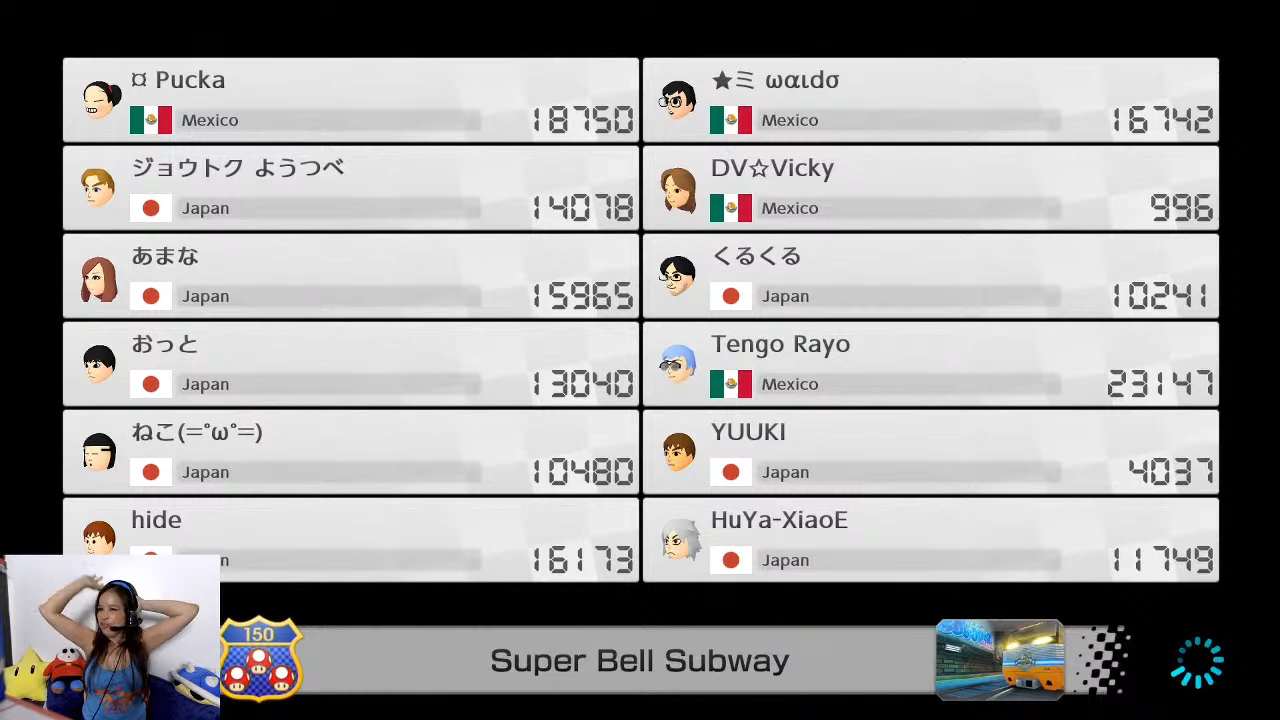 ¤ Pucka
Mexico
18750
★ミ ωαιdσ
Mexico
16742
ジョウトク ようつべ
Japan
14078
DV☆Vicky
Mexico
996
あまな
Japan
15965
くるくる
Japan
10241
おっと
Japan
13040
Tengo Rayo
Mexico
23147
ねこ(=°ω°=)
Japan
10480
YUUKI
Japan
4037
hide
16173
HuYa-XiaoE
Japan
11749
150
Super Bell Subway